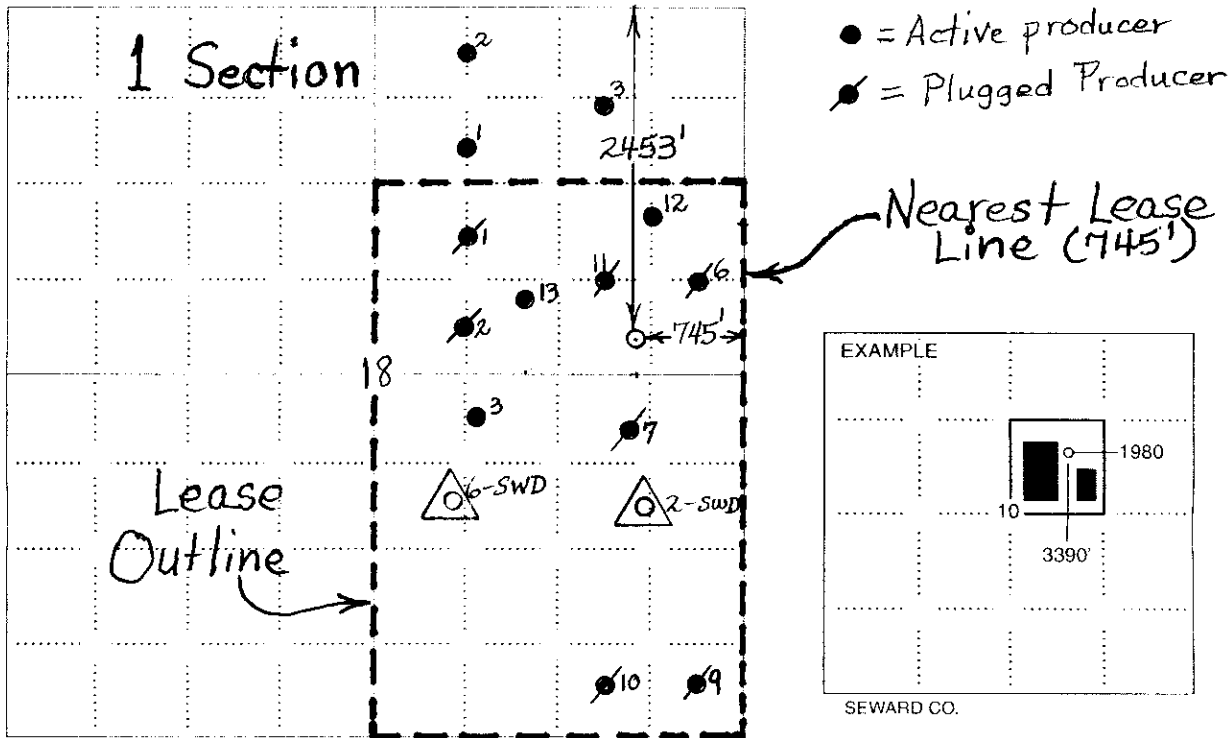 1 Section
2
3
1
2453'
● = Active producer
= Plugged Producer
12
1
Nearest Lease
Line (745')
11
6
13
2
745'
18
3
7
6-SWD
2-SWD
Lease
Outline
10
9
EXAMPLE
1980
10
3390'
SEWARD CO.